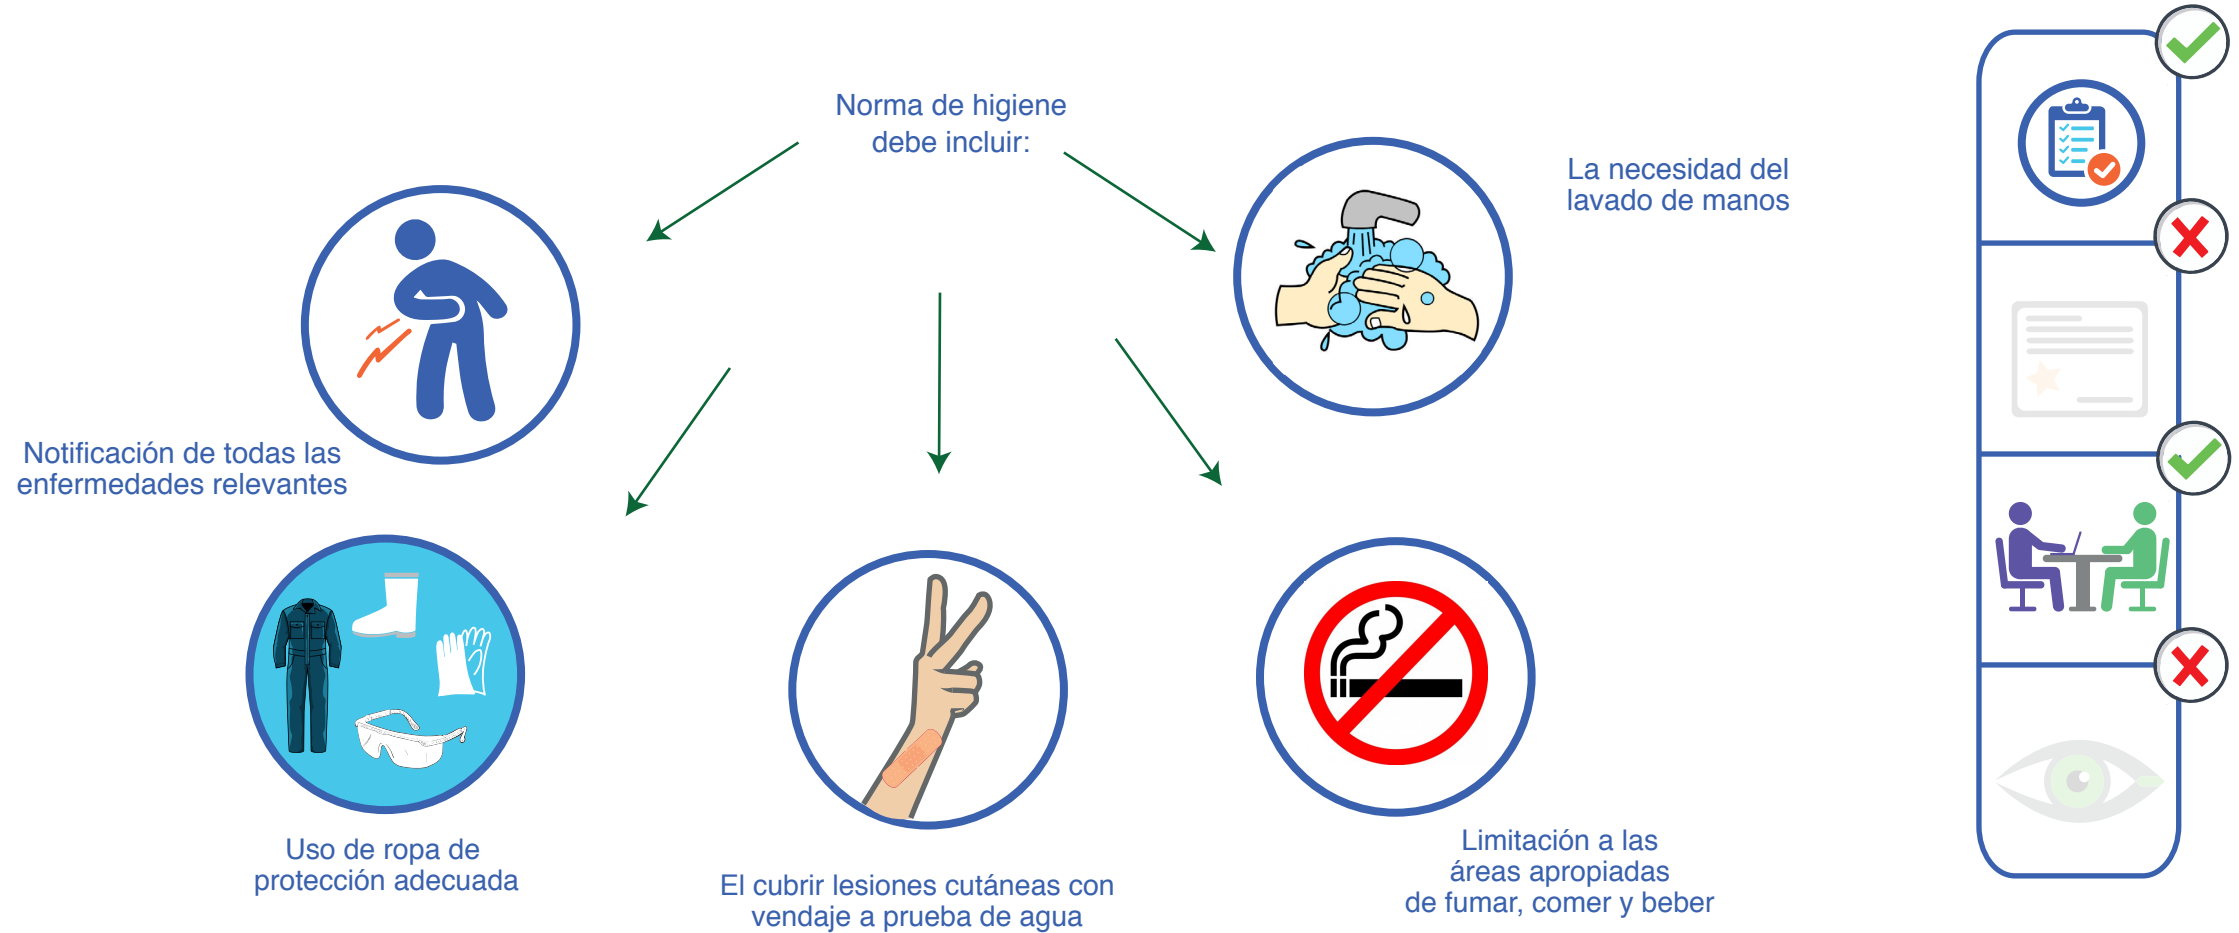 Norma de higiene
debe incluir:
La necesidad del
lavado de manos
Notificación de todas las
enfermedades relevantes
Uso de ropa de
protección adecuada
El cubrir lesiones cutáneas con
vendaje a prueba de agua
Limitación a las
áreas apropiadas
de fumar, comer y beber